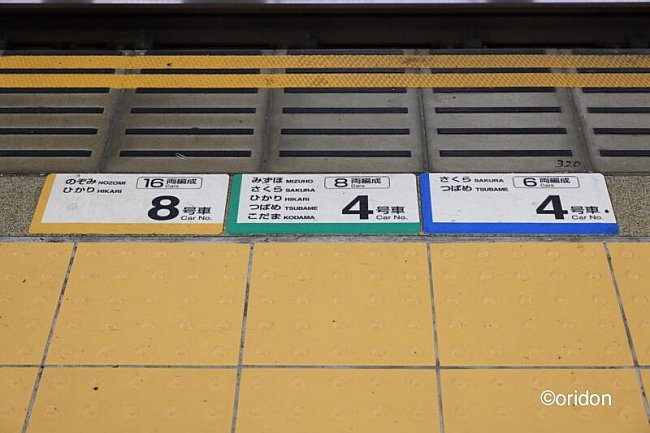 のぞみ NOZOMI
ひかり HIKARI
16 両編成
Cars
8 号車
Car No.
みずほ MIZUHO
さくら SAKURA
ひかり HIKARI
つばめ TSUBAME
こだま KODAMA
8 両編成
Cars
4 号車
Car No.
さくら SAKURA
つばめ TSUBAME
6 両編成
Cars
4 号車
Car No.
320
©oridon